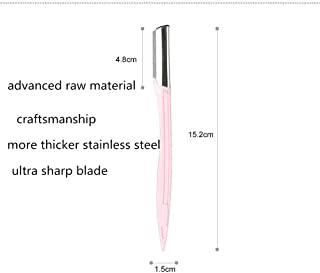 4.8cm
advanced raw material
craftsmanship
more thicker stainless steel
15.2cm
ultra sharp blade
1.5cm